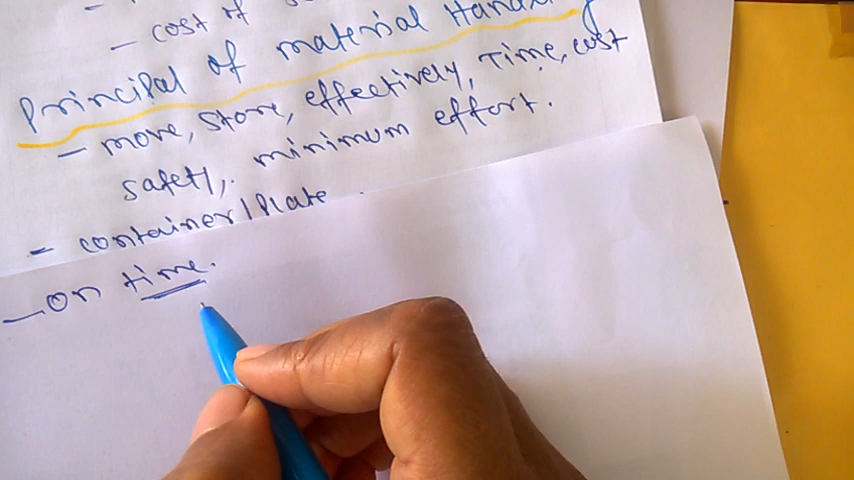 - cost of
Principal of material Handling
- move, store, effectively, Time, cost
safety, minimum effort.
- container/Plate
- on time.